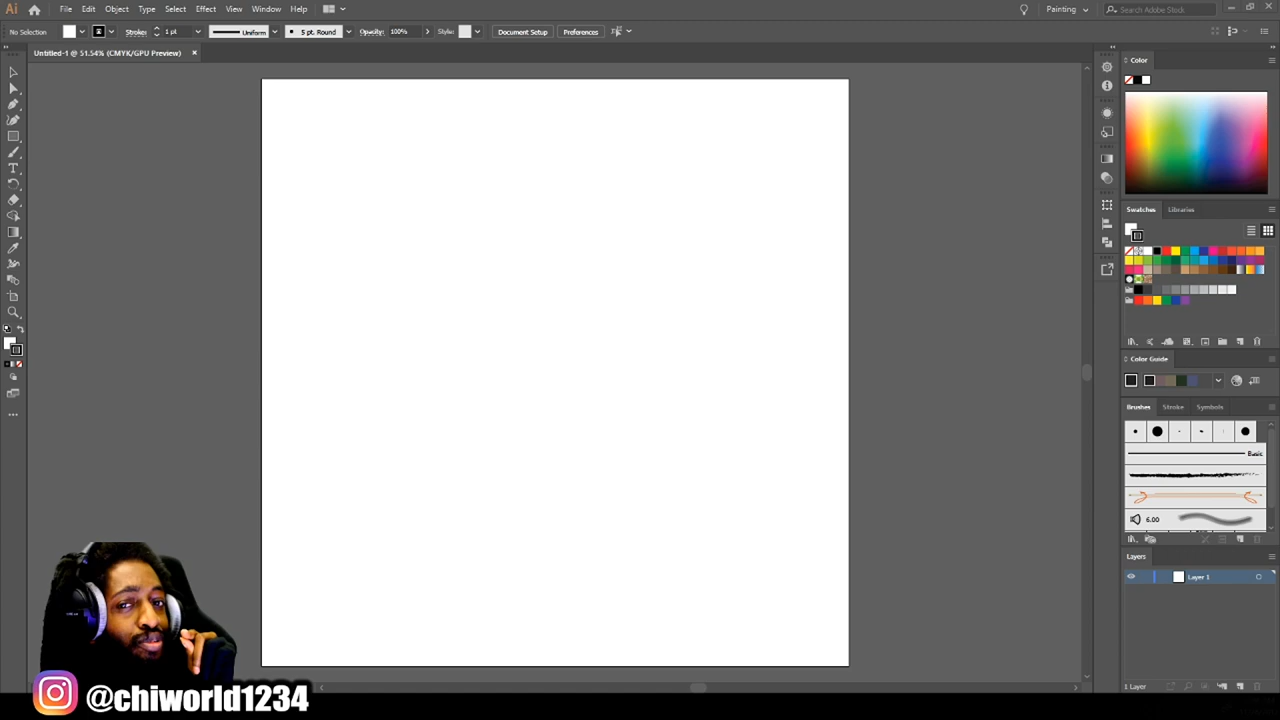 Ai File Edit Object Type Select Effect View Window Help Painting Search Adobe Stock
No Selection Stroke: 1 pt Uniform 5 pt. Round Opacity: 100% Style: Document Setup Preferences
Untitled-1 @ 51.54% (CMYK/GPU Preview) ×
Color
Swatches Libraries
Color Guide
Brushes Stroke Symbols
Basic
6.00
Layers
Layer 1
1 Layer
@chiworld1234